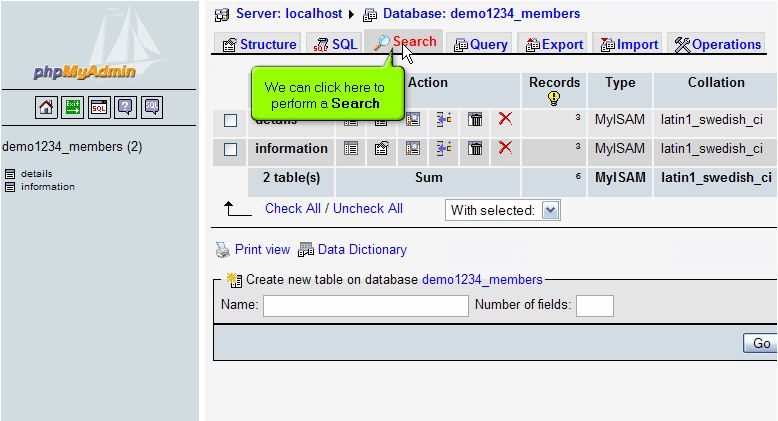 Server: localhost ▸ Database: demo1234_members
Structure SQL Search Query Export Import Operations
phpMyAdmin
SQL
demo1234_members (2)
details
information
We can click here to
perform a Search
Action Records Type Collation
details 3 MyISAM latin1_swedish_ci
information 3 MyISAM latin1_swedish_ci
2 table(s) Sum 6 MyISAM latin1_swedish_ci
Check All / Uncheck All With selected:
Print view Data Dictionary
Create new table on database demo1234_members
Name: Number of fields:
Go